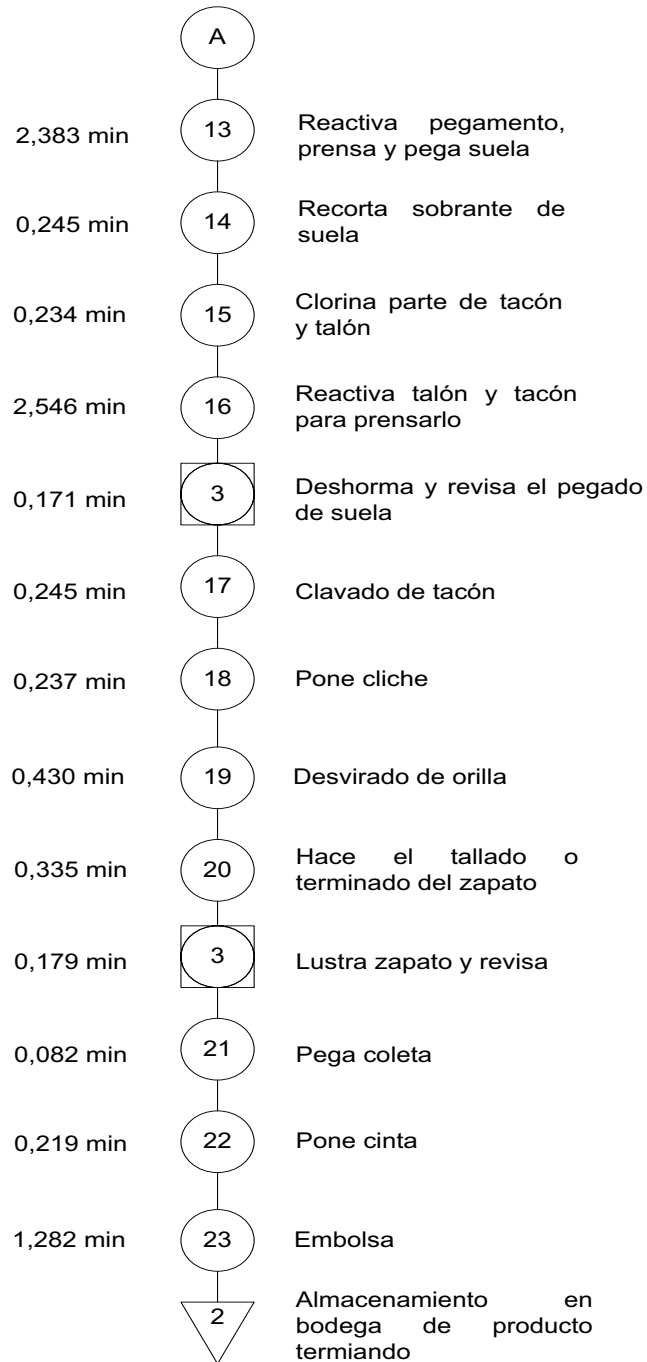 A
2,383 min 13 Reactiva pegamento,
prensa y pega suela
0,245 min 14 Recorta sobrante de
suela
0,234 min 15 Clorina parte de tacón
y talón
2,546 min 16 Reactiva talón y tacón
para prensarlo
0,171 min 3 Deshorma y revisa el pegado
de suela
0,245 min 17 Clavado de tacón
0,237 min 18 Pone cliche
0,430 min 19 Desvirado de orilla
0,335 min 20 Hace el tallado o
terminado del zapato
0,179 min 3 Lustra zapato y revisa
0,082 min 21 Pega coleta
0,219 min 22 Pone cinta
1,282 min 23 Embolsa
2 Almacenamiento en
bodega de producto
termiando